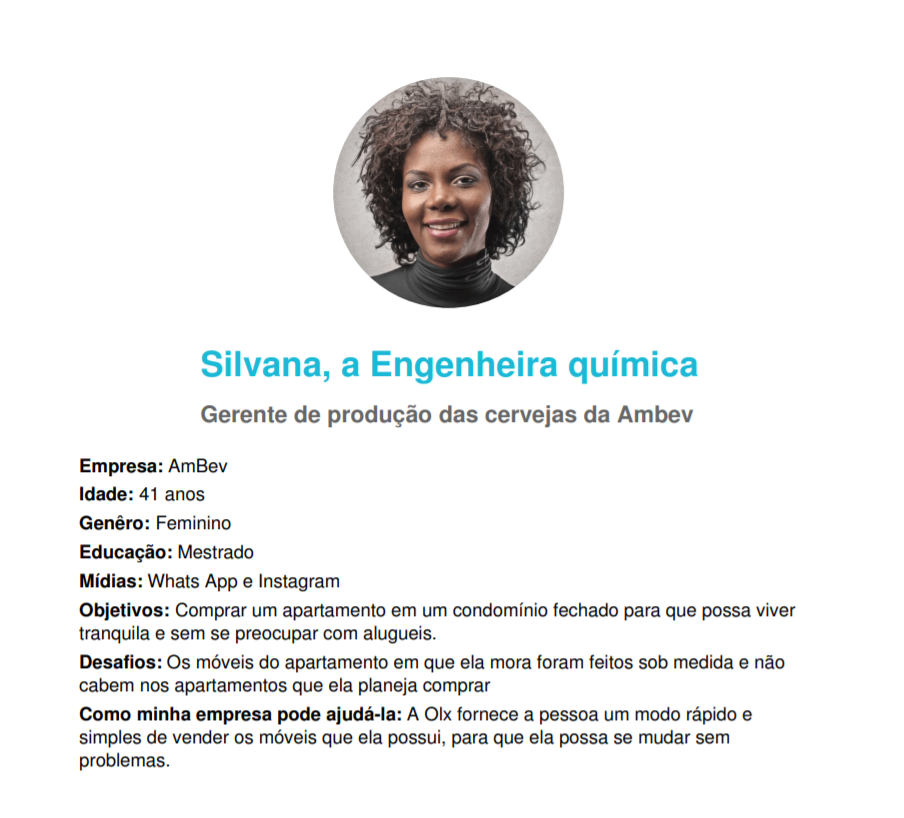 Silvana, a Engenheira química
Gerente de produção das cervejas da Ambev
Empresa: AmBev
Idade: 41 anos
Genêro: Feminino
Educação: Mestrado
Mídias: Whats App e Instagram
Objetivos: Comprar um apartamento em um condomínio fechado para que possa viver
tranquila e sem se preocupar com alugueis.
Desafios: Os móveis do apartamento em que ela mora foram feitos sob medida e não
cabem nos apartamentos que ela planeja comprar
Como minha empresa pode ajudá-la: A Olx fornece a pessoa um modo rápido e
simples de vender os móveis que ela possui, para que ela possa se mudar sem
problemas.